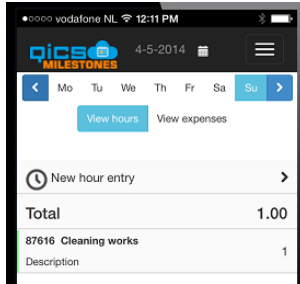 vodafone NL 12:11 PM
QICS MILESTONES 4-5-2014
Mo Tu We Th Fr Sa Su
View hours View expenses
New hour entry
Total 1.00
87616 Cleaning works
Description 1